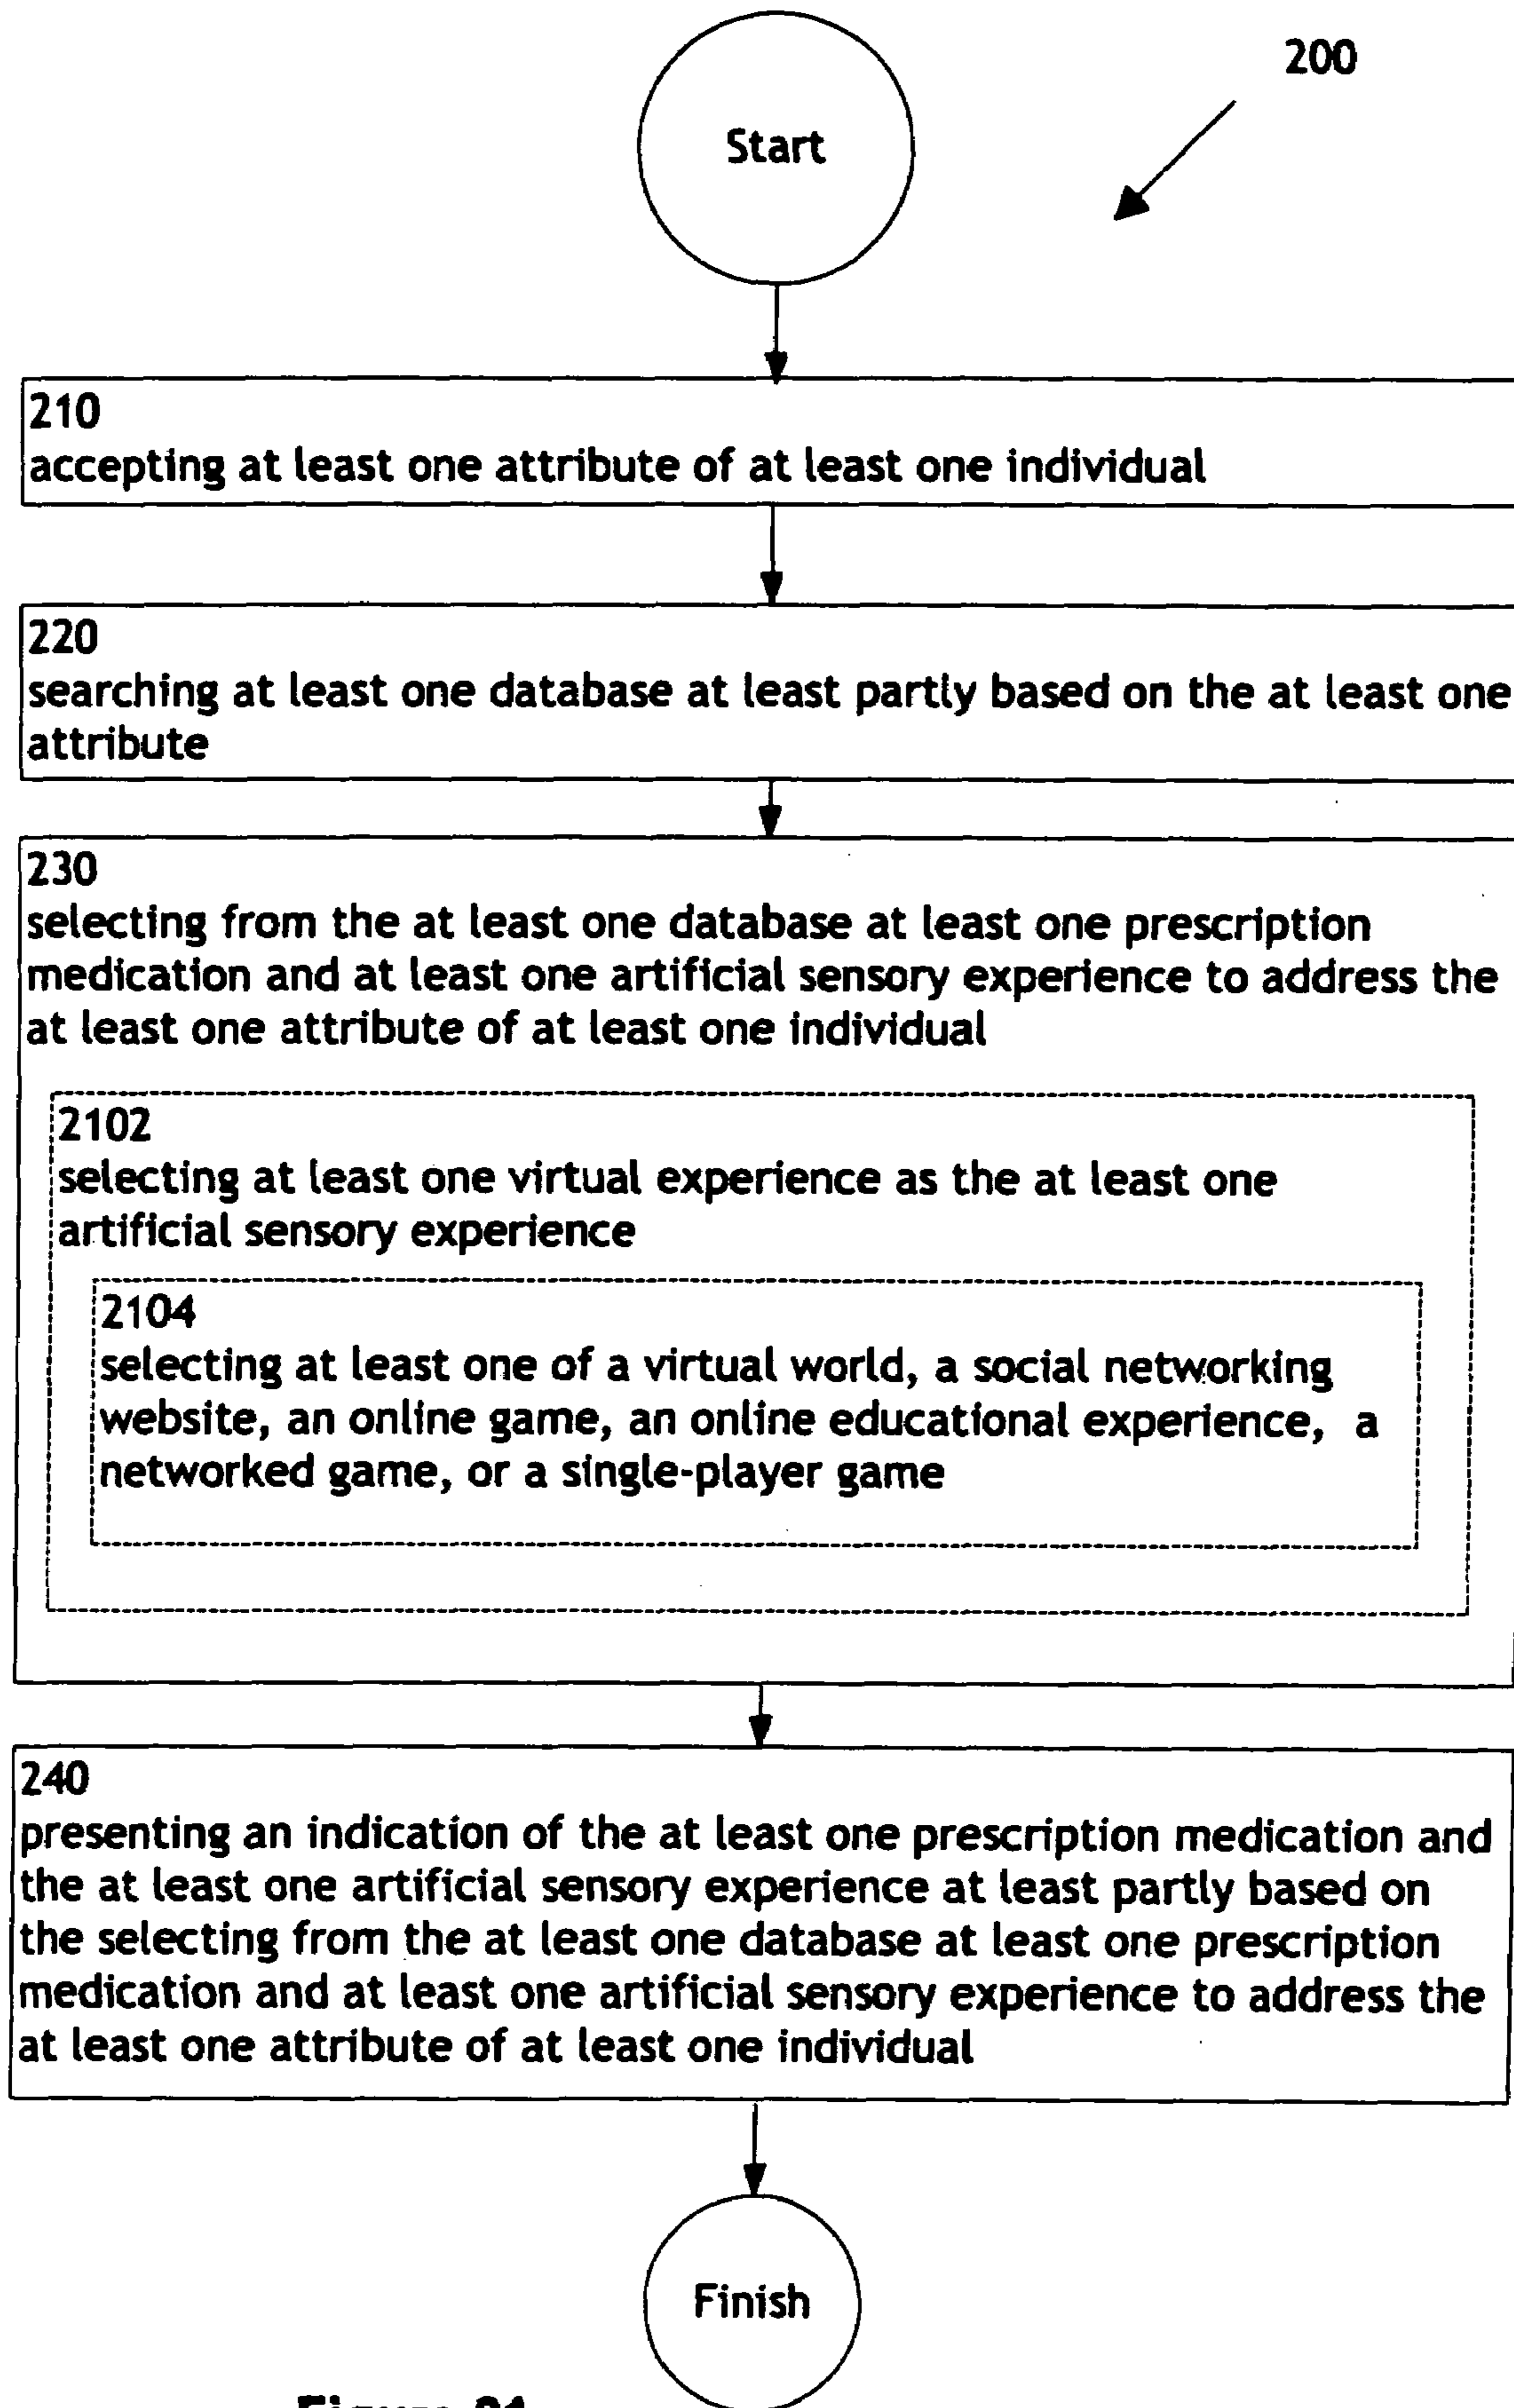 200
Start
210
accepting at least one attribute of at least one individual
220
searching at least one database at least partly based on the at least one
attribute
230
selecting from the at least one database at least one prescription
medication and at least one artificial sensory experience to address the
at least one attribute of at least one individual
2102
selecting at least one virtual experience as the at least one
artificial sensory experience
2104
selecting at least one of a virtual world, a social networking
website, an online game, an online educational experience, a
networked game, or a single-player game
240
presenting an indication of the at least one prescription medication and
the at least one artificial sensory experience at least partly based on
the selecting from the at least one database at least one prescription
medication and at least one artificial sensory experience to address the
at least one attribute of at least one individual
Finish